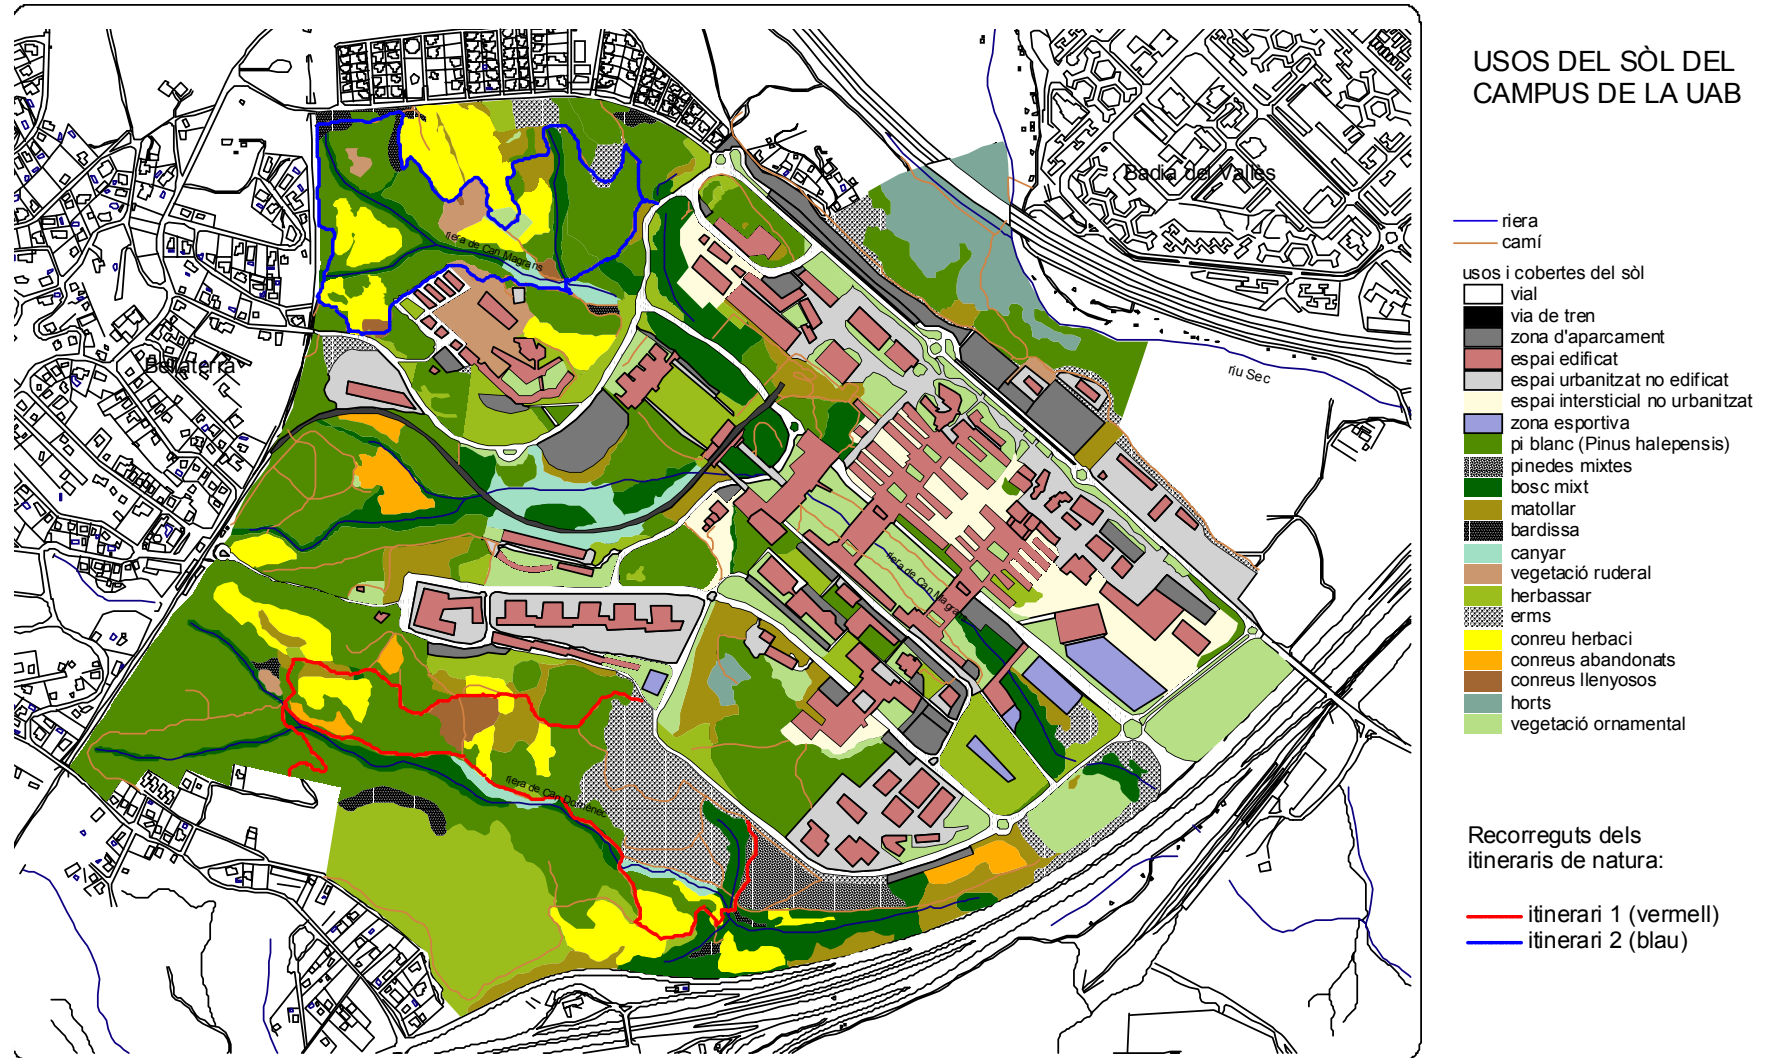 USOS DEL SÒL DEL
CAMPUS DE LA UAB
Badia del Vallès
riera de Can Magrans
Bellaterra
riu Sec
riera de Can Magrans
riera de Can Domènec
riera
camí
usos i cobertes del sòl
vial
via de tren
zona d'aparcament
espai edificat
espai urbanitzat no edificat
espai intersticial no urbanitzat
zona esportiva
pi blanc (Pinus halepensis)
pinedes mixtes
bosc mixt
matollar
bardissa
canyar
vegetació ruderal
herbassar
erms
conreu herbaci
conreus abandonats
conreus llenyosos
horts
vegetació ornamental
Recorreguts dels
itineraris de natura:
itinerari 1 (vermell)
itinerari 2 (blau)